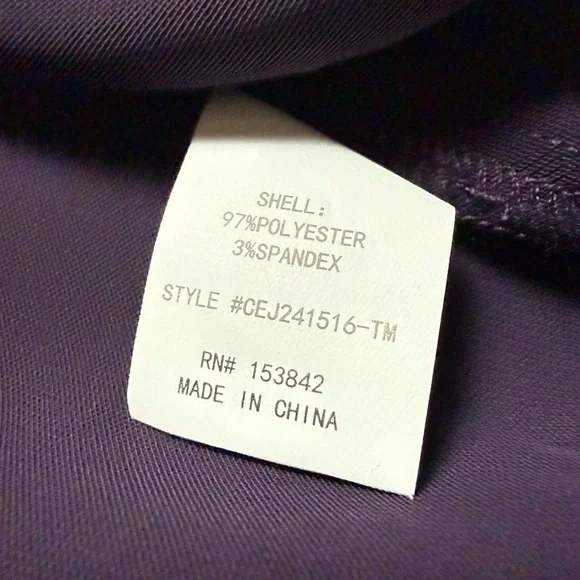 SHELL:
97%POLYESTER
3%SPANDEX
STYLE #CEJ241516-TM
RN# 153842
MADE IN CHINA